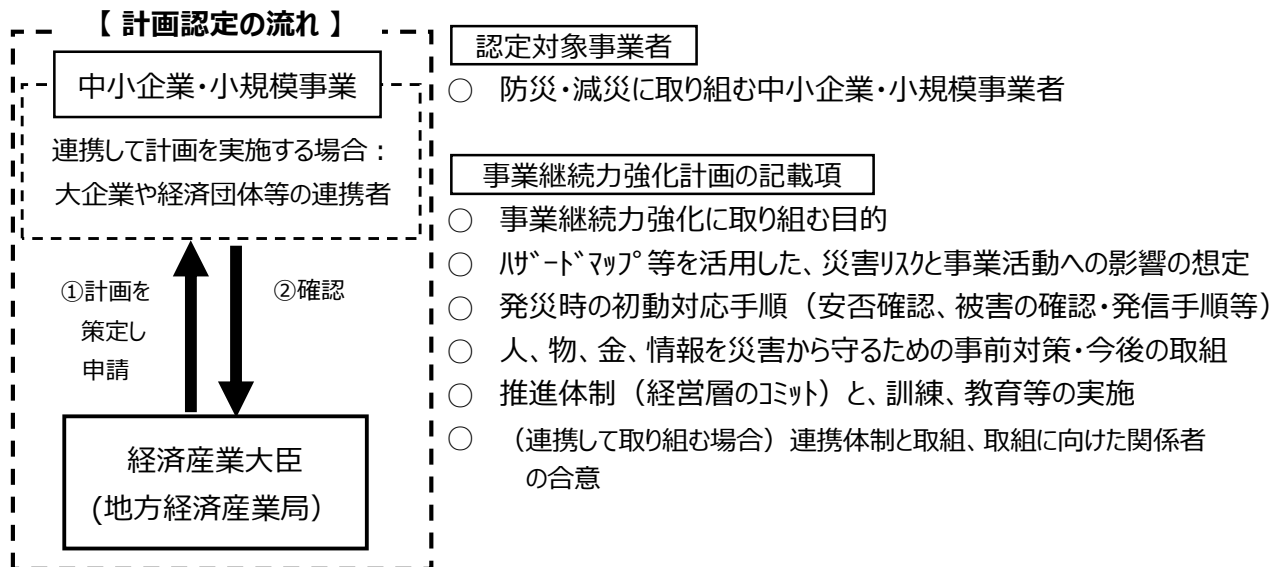 【 計画認定の流れ 】
中小企業・小規模事業
連携して計画を実施する場合：
大企業や経済団体等の連携者
①計画を
策定し
申請
②確認
経済産業大臣
(地方経済産業局）
認定対象事業者
○ 防災・減災に取り組む中小企業・小規模事業者
事業継続力強化計画の記載項
○ 事業継続力強化に取り組む目的
○ ﾊｻﾞｰﾄﾞﾏｯﾌﾟ等を活用した、災害ﾘｽｸと事業活動への影響の想定
○ 発災時の初動対応手順（安否確認、被害の確認・発信手順等）
○ 人、物、金、情報を災害から守るための事前対策・今後の取組
○ 推進体制（経営層のｺﾐｯﾄ）と、訓練、教育等の実施
○ （連携して取り組む場合）連携体制と取組、取組に向けた関係者
の合意